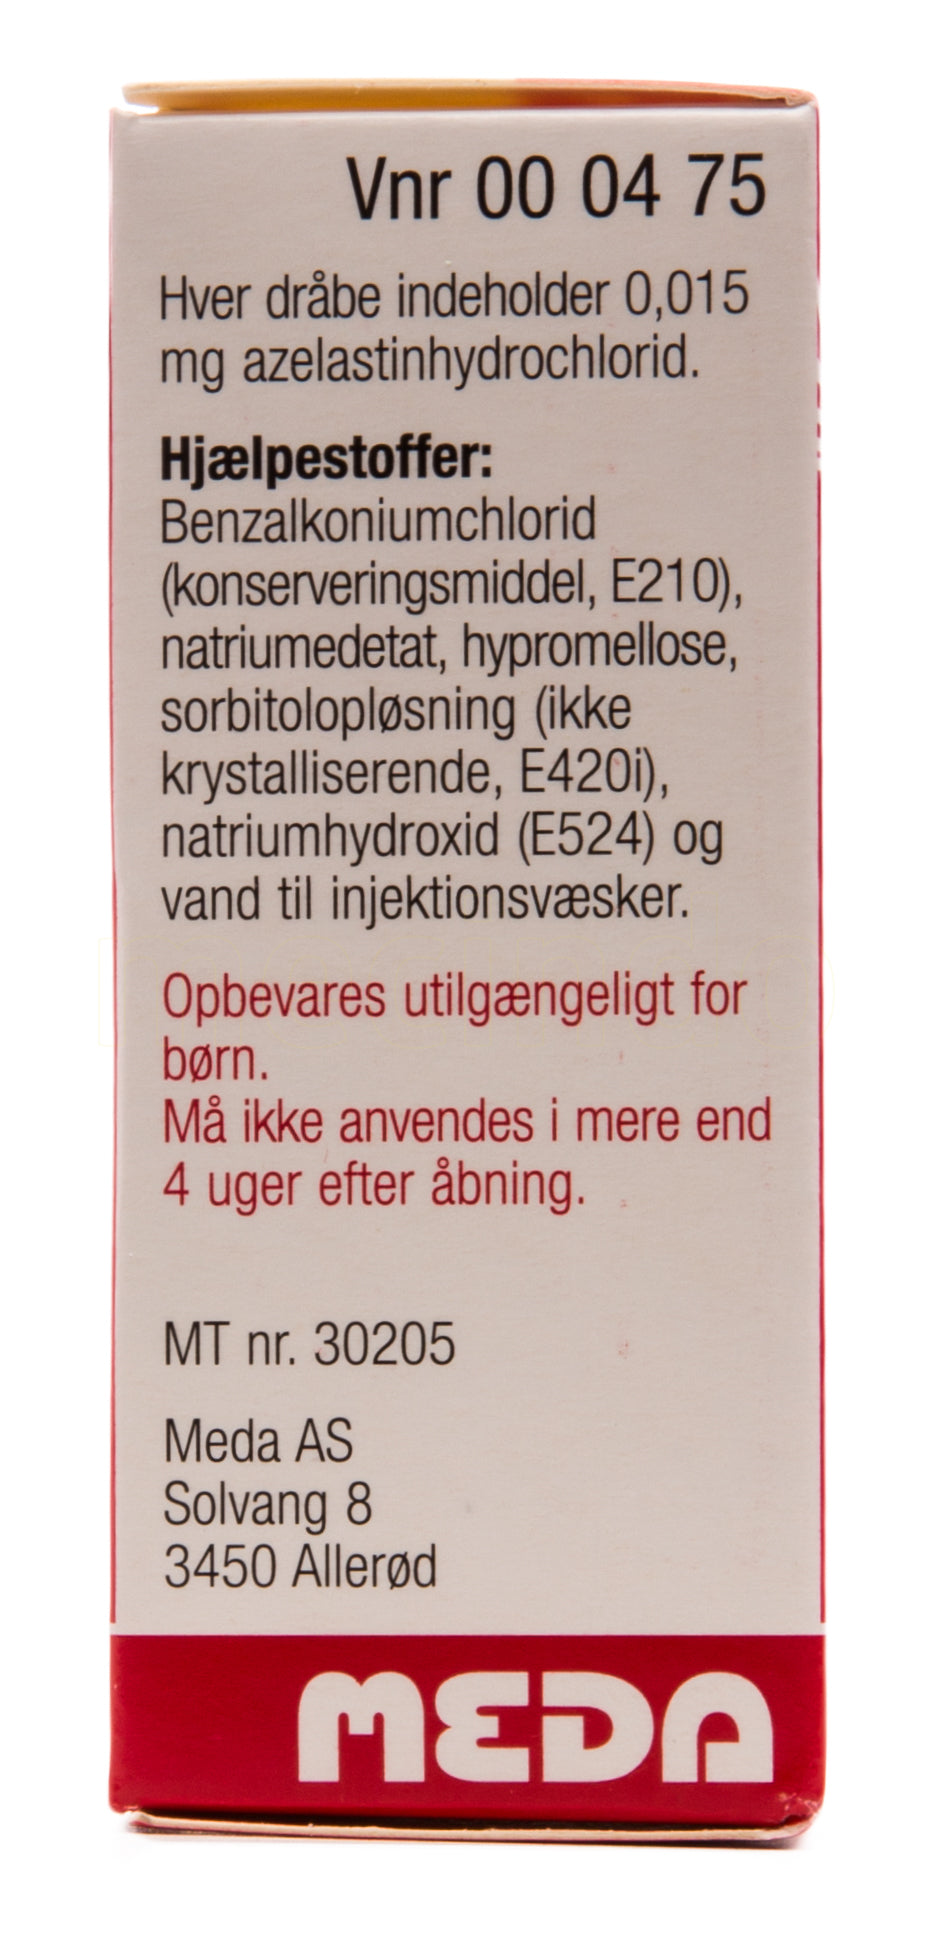 Vnr 00 04 75
Hver dråbe indeholder 0,015
mg azelastinhydrochlorid.
Hjælpestoffer:
Benzalkoniumchlorid
(konserveringsmiddel, E210),
natriumedetat, hypromellose,
sorbitolopløsning (ikke
krystalliserende, E420i),
natriumhydroxid (E524) og
vand til injektionsvæsker.
Opbevares utilgængeligt for
børn.
Må ikke anvendes i mere end
4 uger efter åbning.
MT nr. 30205
Meda AS
Solvang 8
3450 Allerød
MEDA